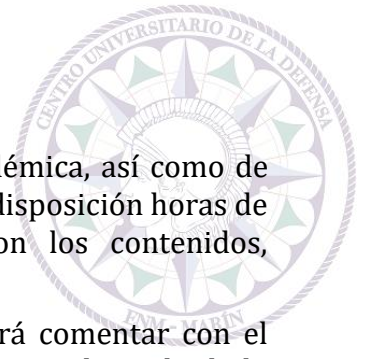 CENTRO UNIVERSITARIO DE LA DEFENSA
démica, así como de
disposición horas de
on los contenidos,
ENM MARÍN
rá comentar con el